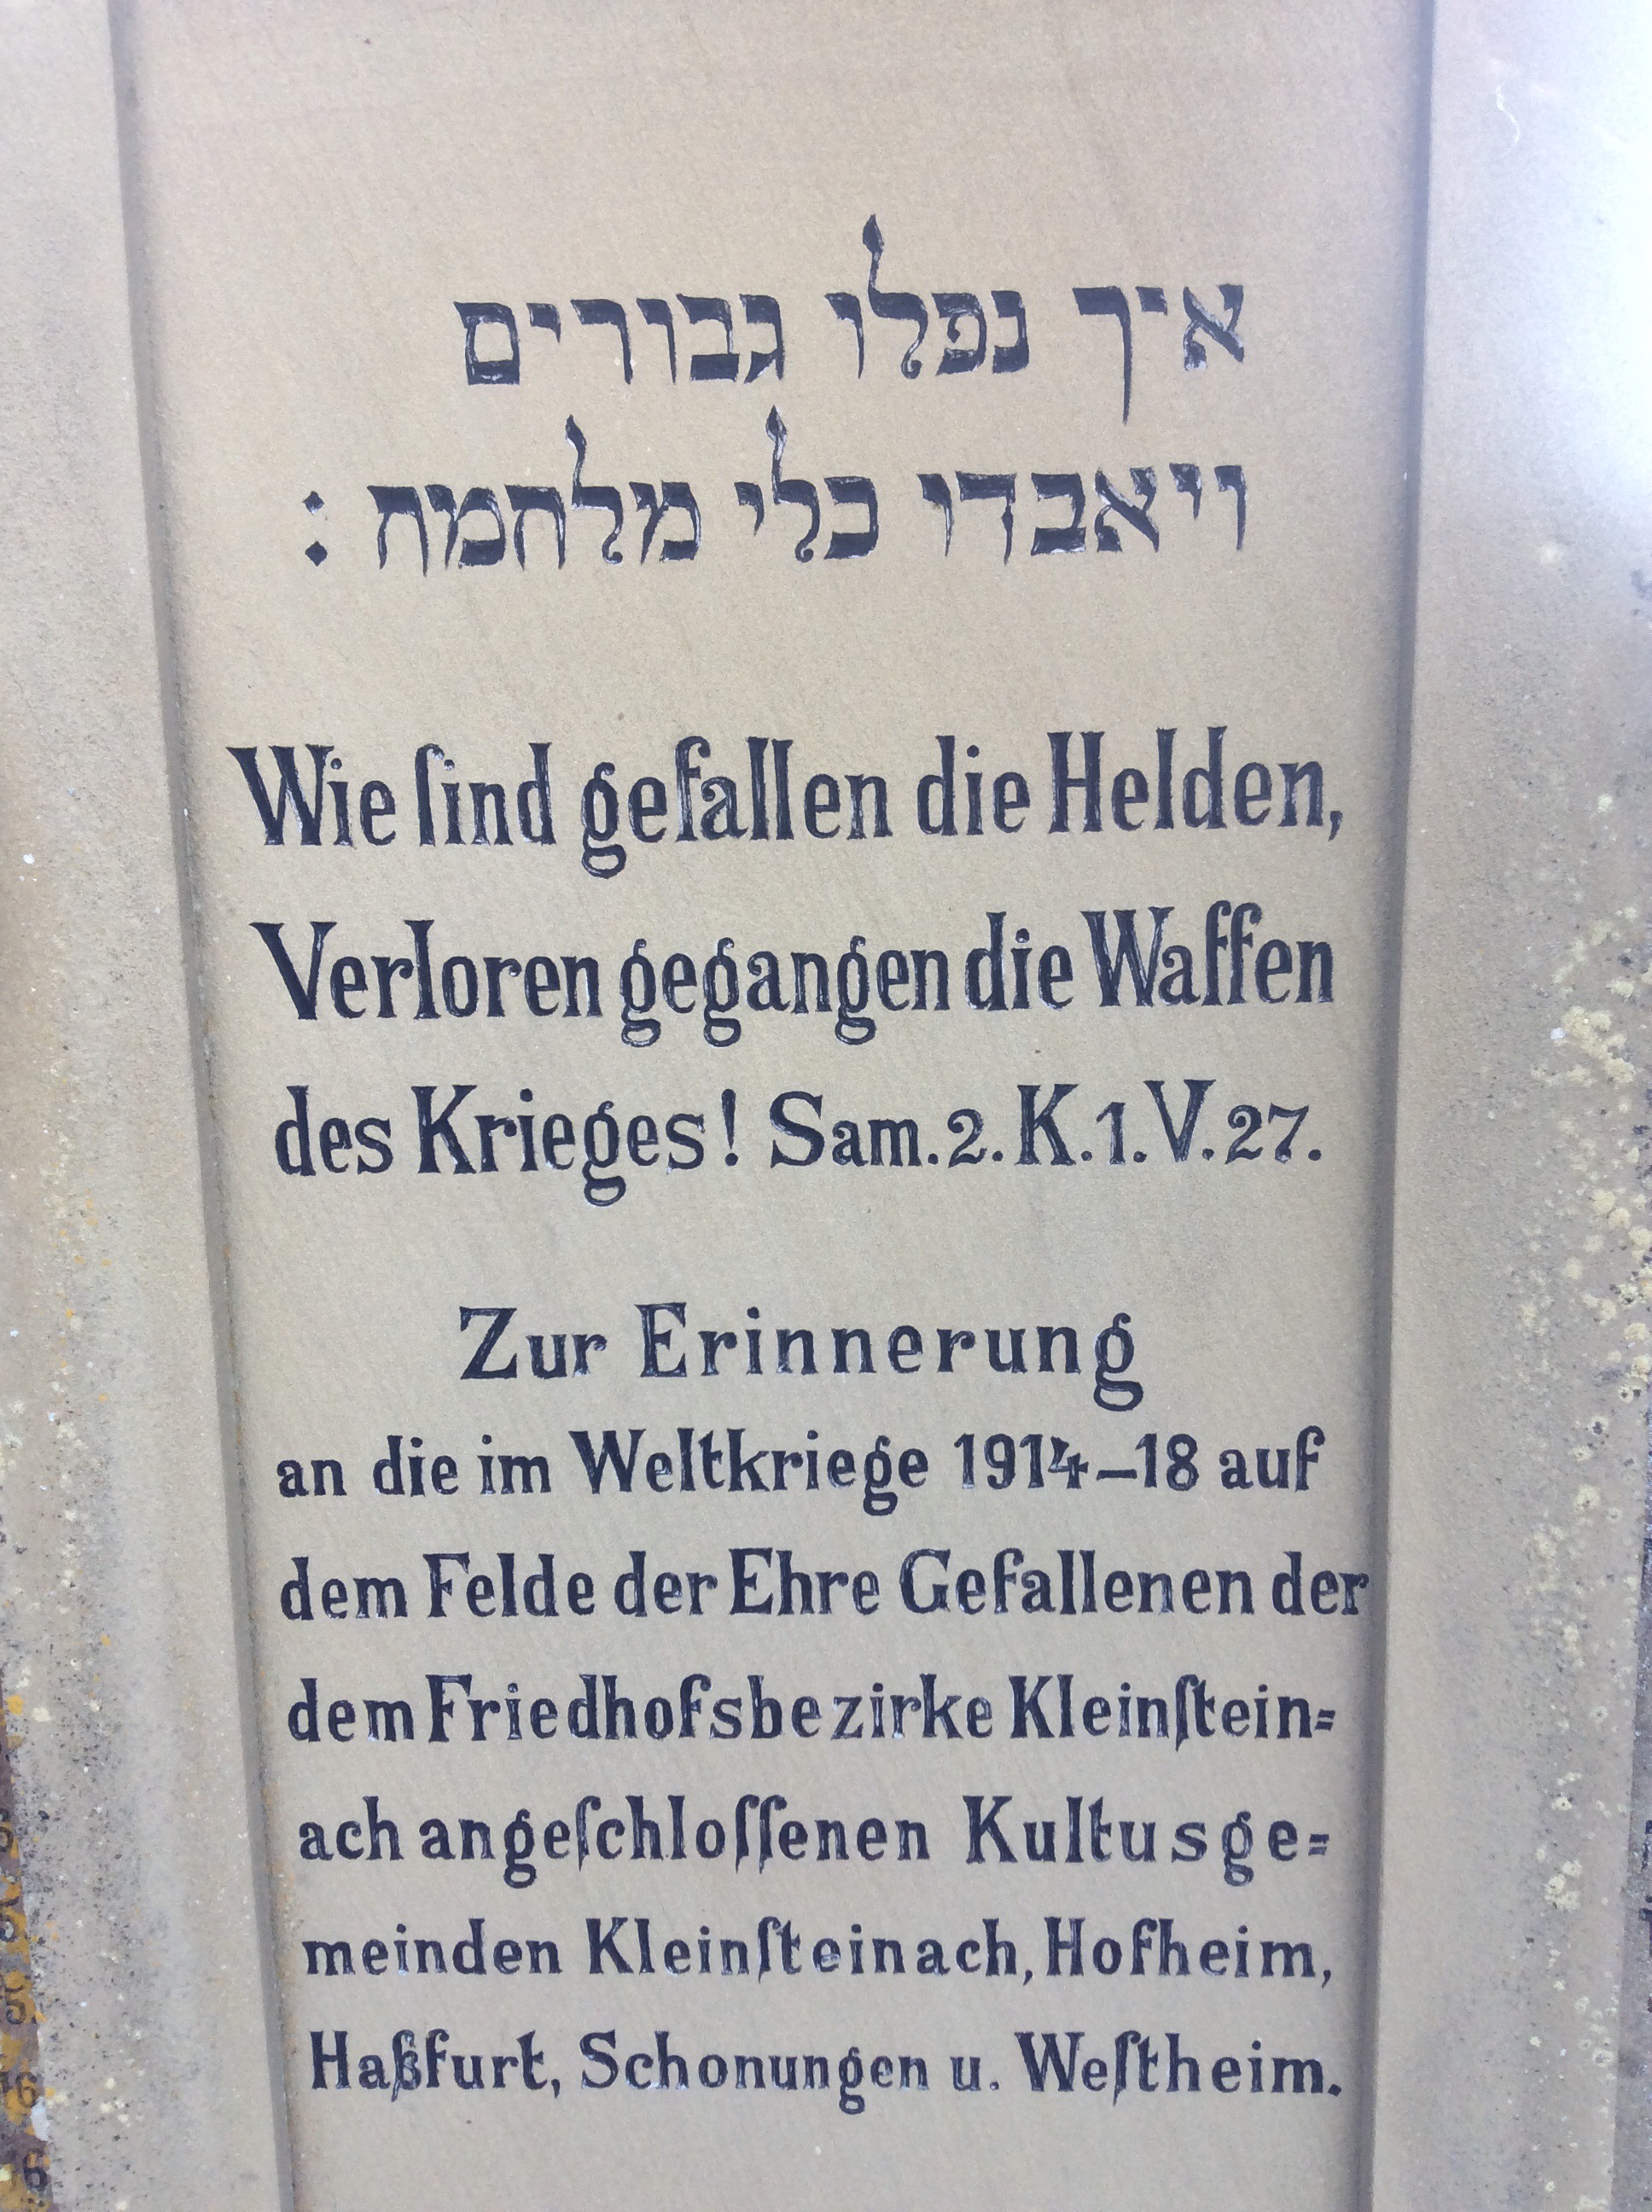 איך נפלו גבורים
ויאבדו כלי מלחמה :
Wie ſind gefallen die Helden,
Verloren gegangen die Waffen
des Krieges! Sam. 2. K. 1. V. 27.
Zur Erinnerung
an die im Weltkriege 1914–18 auf
dem Felde der Ehre Gefallenen der
dem Friedhofsbezirke Kleinſtein=
ach angeſchloſſenen Kultusge=
meinden Kleinſteinach, Hofheim,
Haßfurt, Schonungen u. Weſtheim.